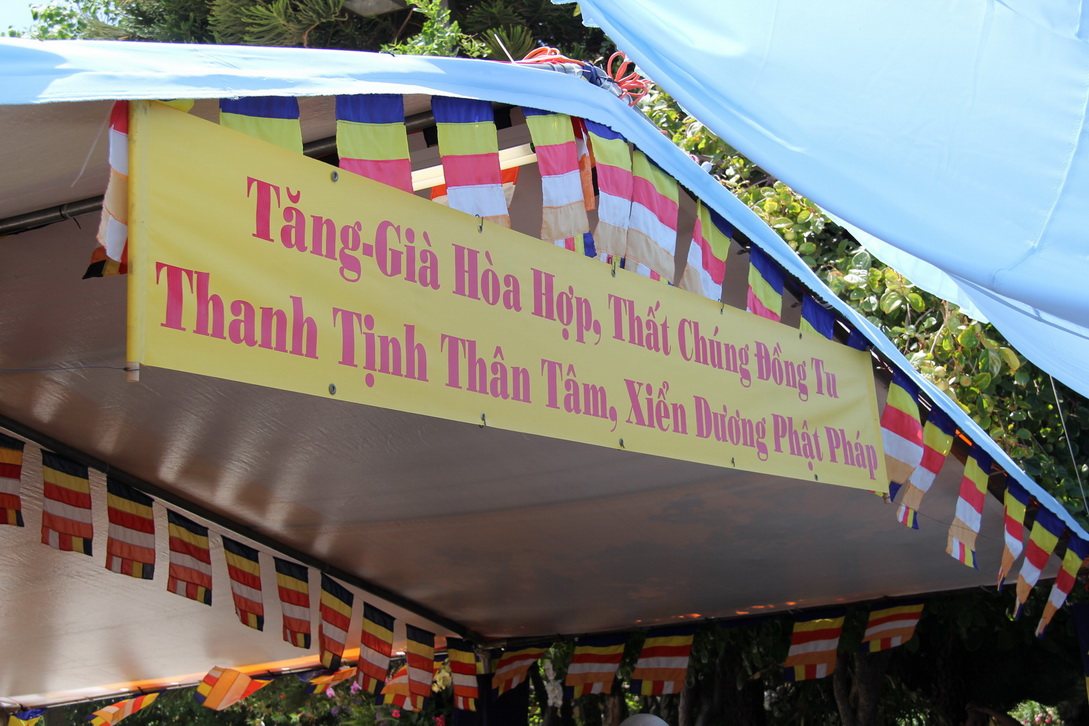 Tăng-Già Hòa Hợp, Thất Chúng Đồng Tu
Thanh Tịnh Thân Tâm, Xiển Dương Phật Pháp